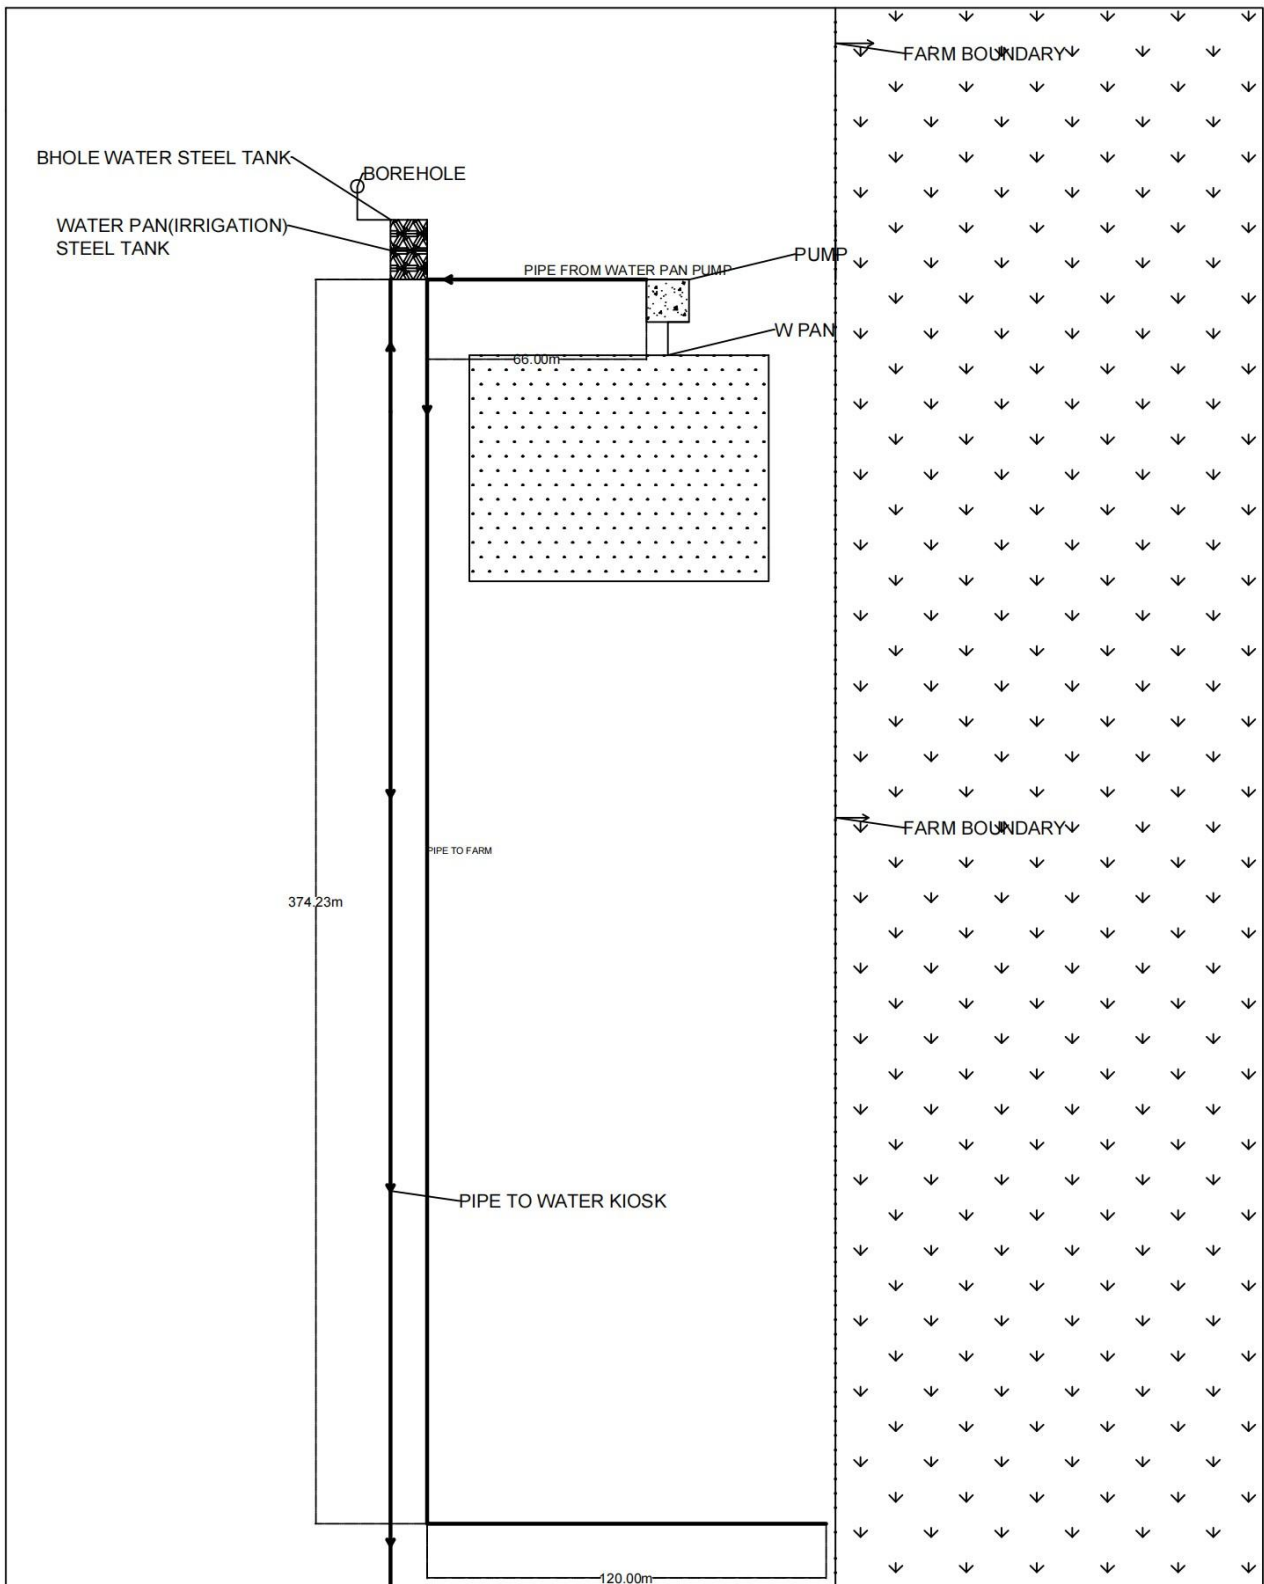 FARM BOUNDARY
BHOLE WATER STEEL TANK
BOREHOLE
WATER PAN(IRRIGATION)
STEEL TANK
PUMP
PIPE FROM WATER PAN PUMP
W PAN
66.00m
FARM BOUNDARY
PIPE TO FARM
374.23m
PIPE TO WATER KIOSK
120.00m